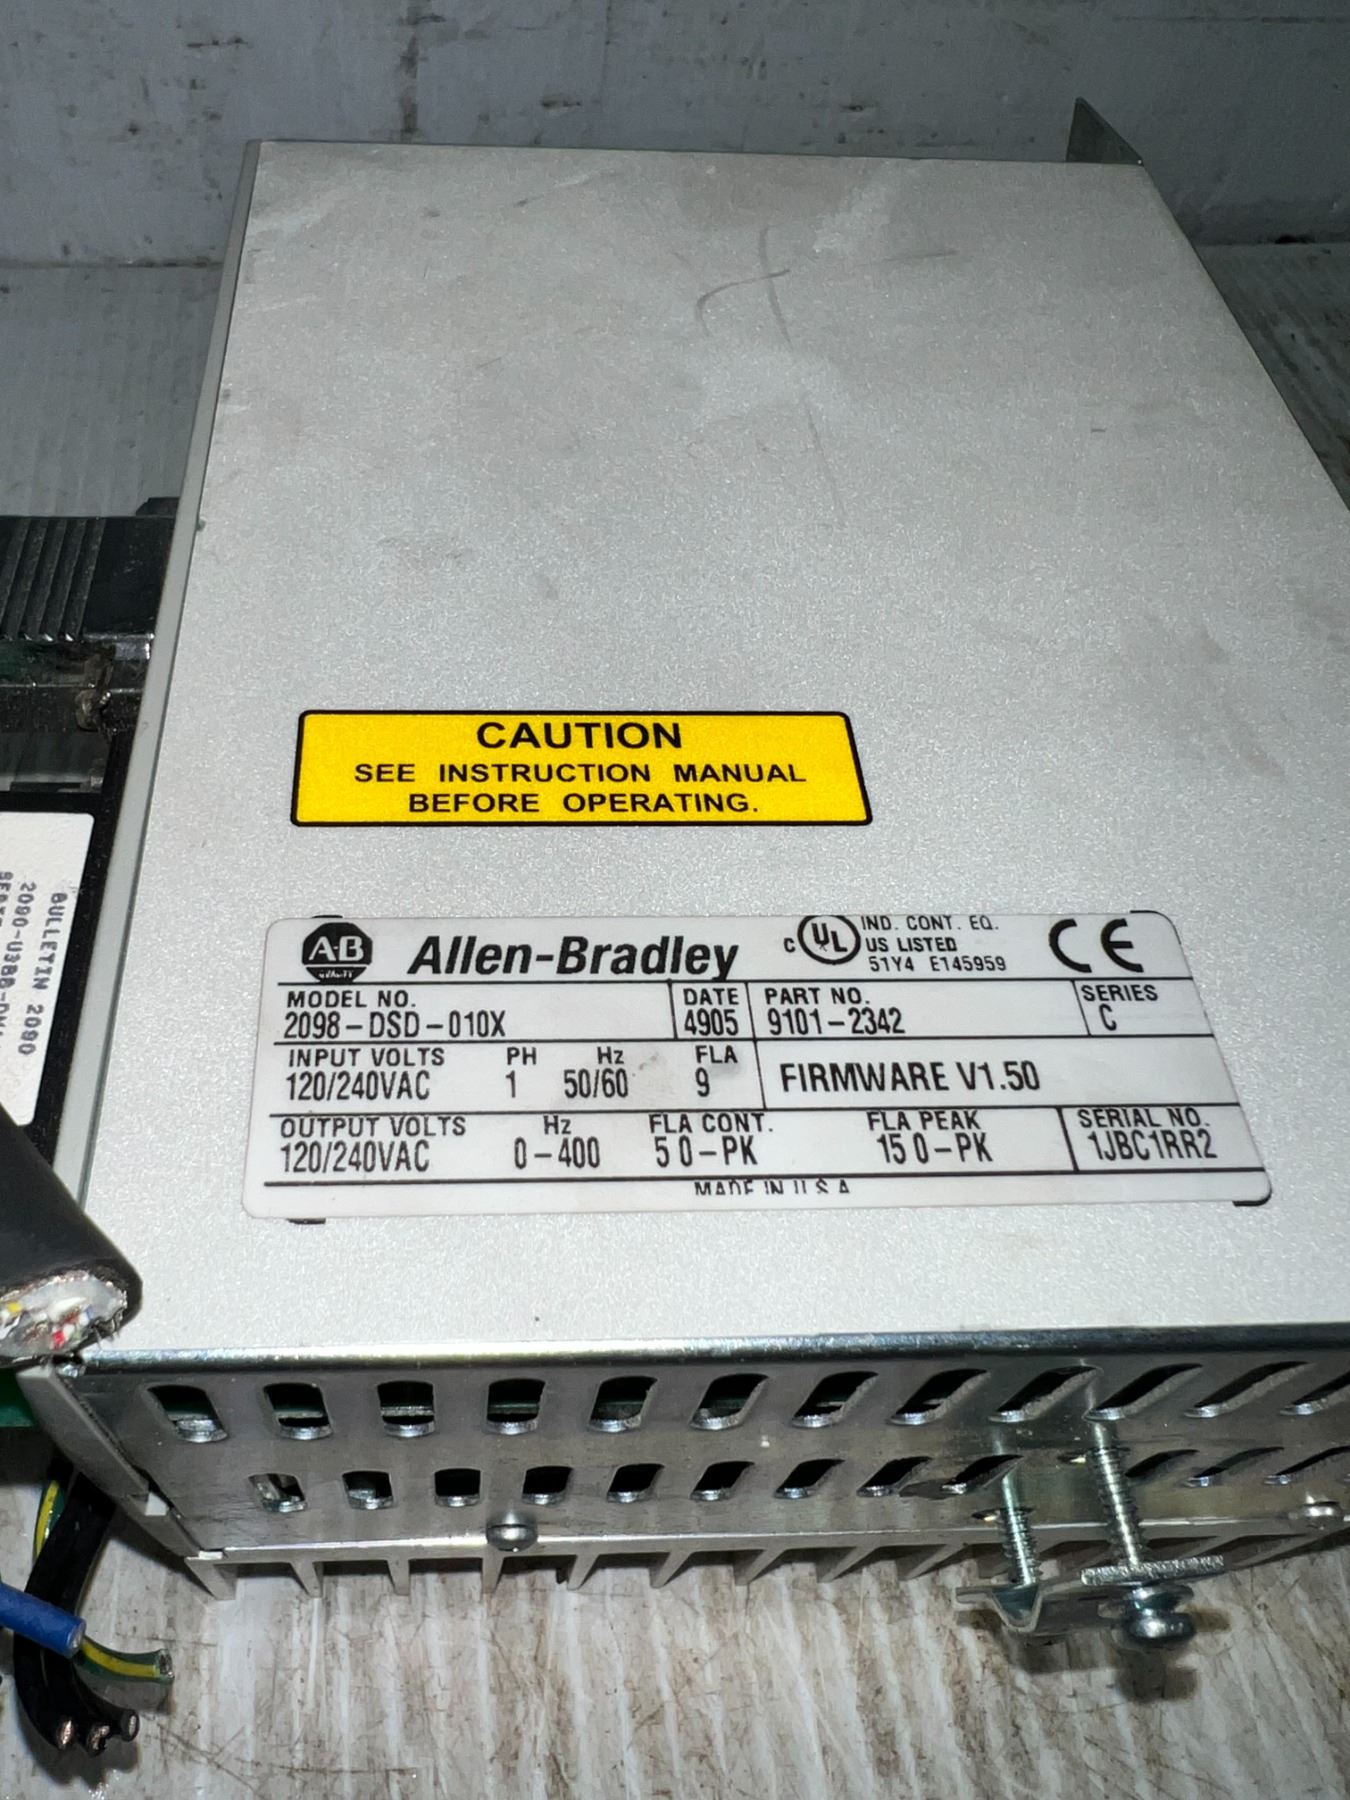 CAUTION
SEE INSTRUCTION MANUAL
BEFORE OPERATING.
A-B Allen-Bradley
C UL US LISTED
IND. CONT. EQ.
51Y4 E145959
CE
MODEL NO. DATE PART NO. SERIES
2098-DSD-010X 4905 9101-2342 C
INPUT VOLTS PH Hz FLA
120/240VAC 1 50/60 9 FIRMWARE V1.50
OUTPUT VOLTS Hz FLA CONT. FLA PEAK SERIAL NO.
120/240VAC 0-400 5 0-PK 15 0-PK 1JBC1RR2
MADE IN U.S.A
BULLETIN 2090